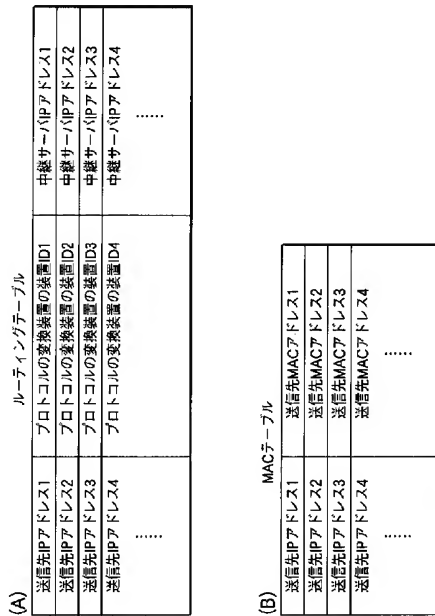 (A)
ルーティングテーブル
送信先IPアドレス1 プロトコルの変換装置の装置ID1 中継サーバIPアドレス1
送信先IPアドレス2 プロトコルの変換装置の装置ID2 中継サーバIPアドレス2
送信先IPアドレス3 プロトコルの変換装置の装置ID3 中継サーバIPアドレス3
送信先IPアドレス4 プロトコルの変換装置の装置ID4 中継サーバIPアドレス4
…… ……
(B)
MACテーブル
送信先IPアドレス1 送信先MACアドレス1
送信先IPアドレス2 送信先MACアドレス2
送信先IPアドレス3 送信先MACアドレス3
送信先IPアドレス4 送信先MACアドレス4
…… ……